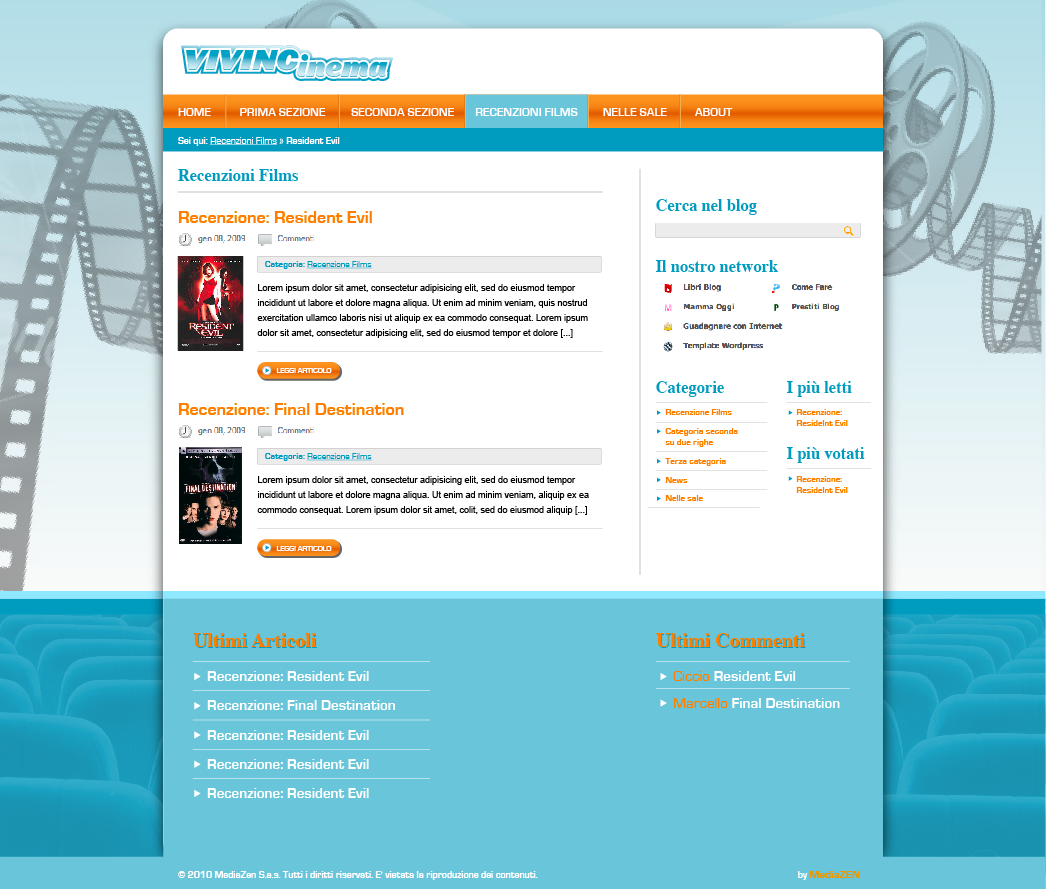 VIVINCinema
HOME PRIMA SEZIONE SECONDA SEZIONE RECENZIONI FILMS NELLE SALE ABOUT
Sei qui: Recenzioni Films » Resident Evil
Recenzioni Films
Recenzione: Resident Evil
gen 08, 2009 Commenti
RESIDENT EVIL
Categoria: Recenzione Films
Lorem ipsum dolor sit amet, consectetur adipisicing elit, sed do eiusmod tempor
incididunt ut labore et dolore magna aliqua. Ut enim ad minim veniam, quis nostrud
exercitation ullamco laboris nisi ut aliquip ex ea commodo consequat. Lorem ipsum
dolor sit amet, consectetur adipisicing elit, sed do eiusmod tempor et dolore [...]
LEGGI ARTICOLO
Recenzione: Final Destination
gen 08, 2009 Commenti
FINAL DESTINATION
Categoria: Recenzione Films
Lorem ipsum dolor sit amet, consectetur adipisicing elit, sed do eiusmod tempor
incididunt ut labore et dolore magna aliqua. Ut enim ad minim veniam, aliquip ex ea
commodo consequat. Lorem ipsum dolor sit amet, colit, sed do eiusmod aliquip [...]
LEGGI ARTICOLO
Cerca nel blog
Il nostro network
Libri Blog Come Fare
Mamma Oggi Prestiti Blog
Guadagnare con Internet
Template Wordpress
Categorie
Recenzione Films
Categoria seconda
su due righe
Terza categoria
News
Nelle sale
I più letti
Recenzione:
ResideInt Evil
I più votati
Recenzione:
ResideInt Evil
Ultimi Articoli
Recenzione: Resident Evil
Recenzione: Final Destination
Recenzione: Resident Evil
Recenzione: Resident Evil
Recenzione: Resident Evil
Ultimi Commenti
Ciccio Resident Evil
Marcello Final Destination
© 2010 MediaZen S.a.s. Tutti i diritti riservati. E' vietata la riproduzione dei contenuti.
by MediaZEN